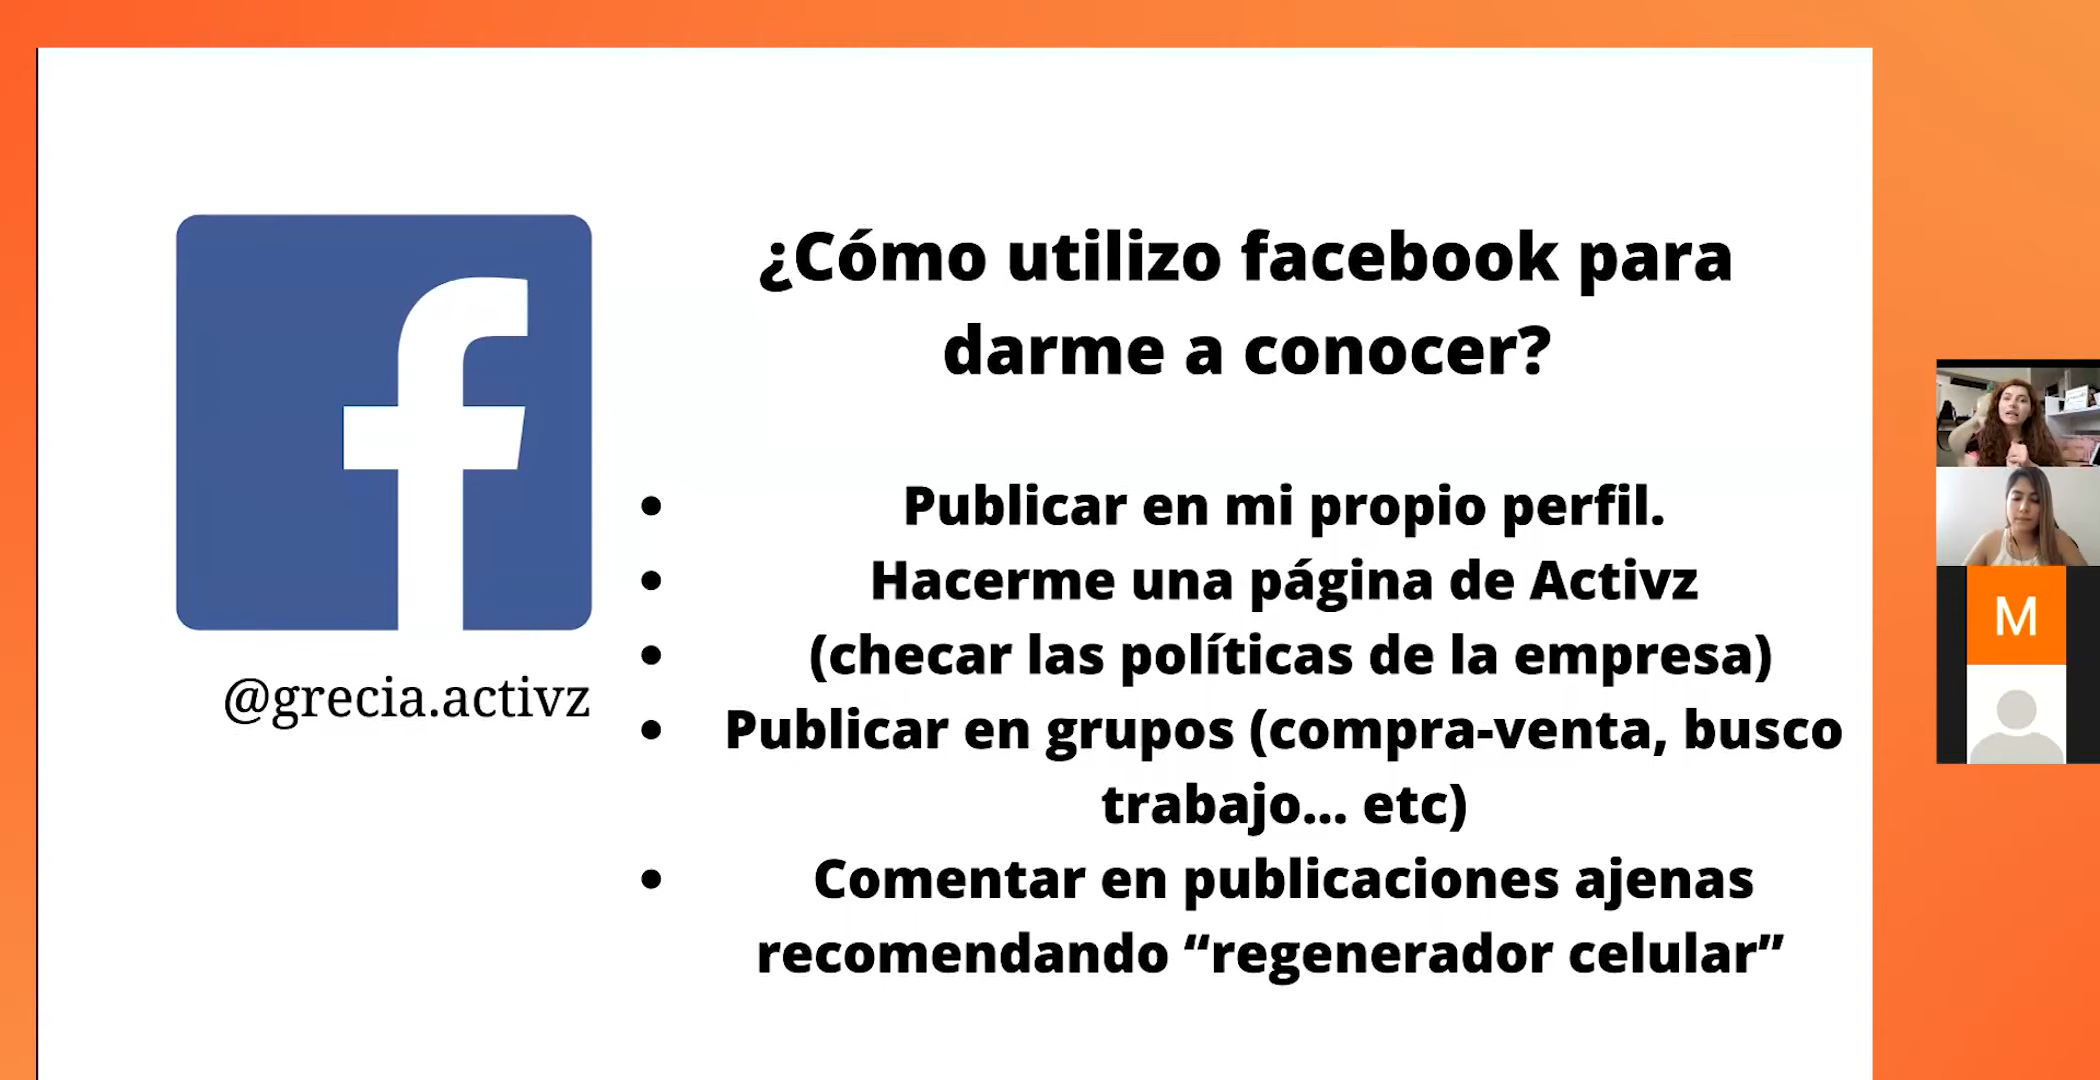 ¿Cómo utilizo facebook para
darme a conocer?
f
@grecia.activz
• Publicar en mi propio perfil.
• Hacerme una página de Activz
• (checar las políticas de la empresa)
• Publicar en grupos (compra-venta, busco
trabajo... etc)
• Comentar en publicaciones ajenas
recomendando “regenerador celular”
M